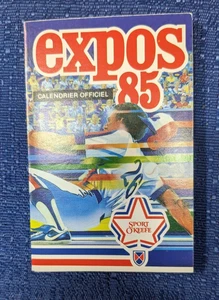 expos
CALENDRIER OFFICIEL
85
SPORT
O'KEEFE